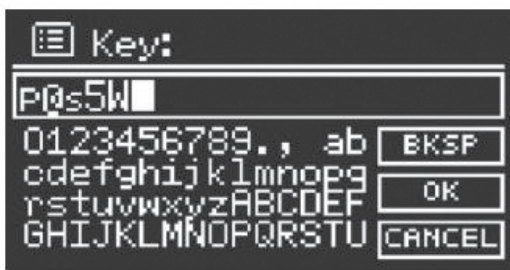 Key:
p@s5W
0123456789., ab BKSP
cdefghijklmnopq
rstuvwxyzABCDEF OK
GHIJKLMNOPQRSTU CANCEL